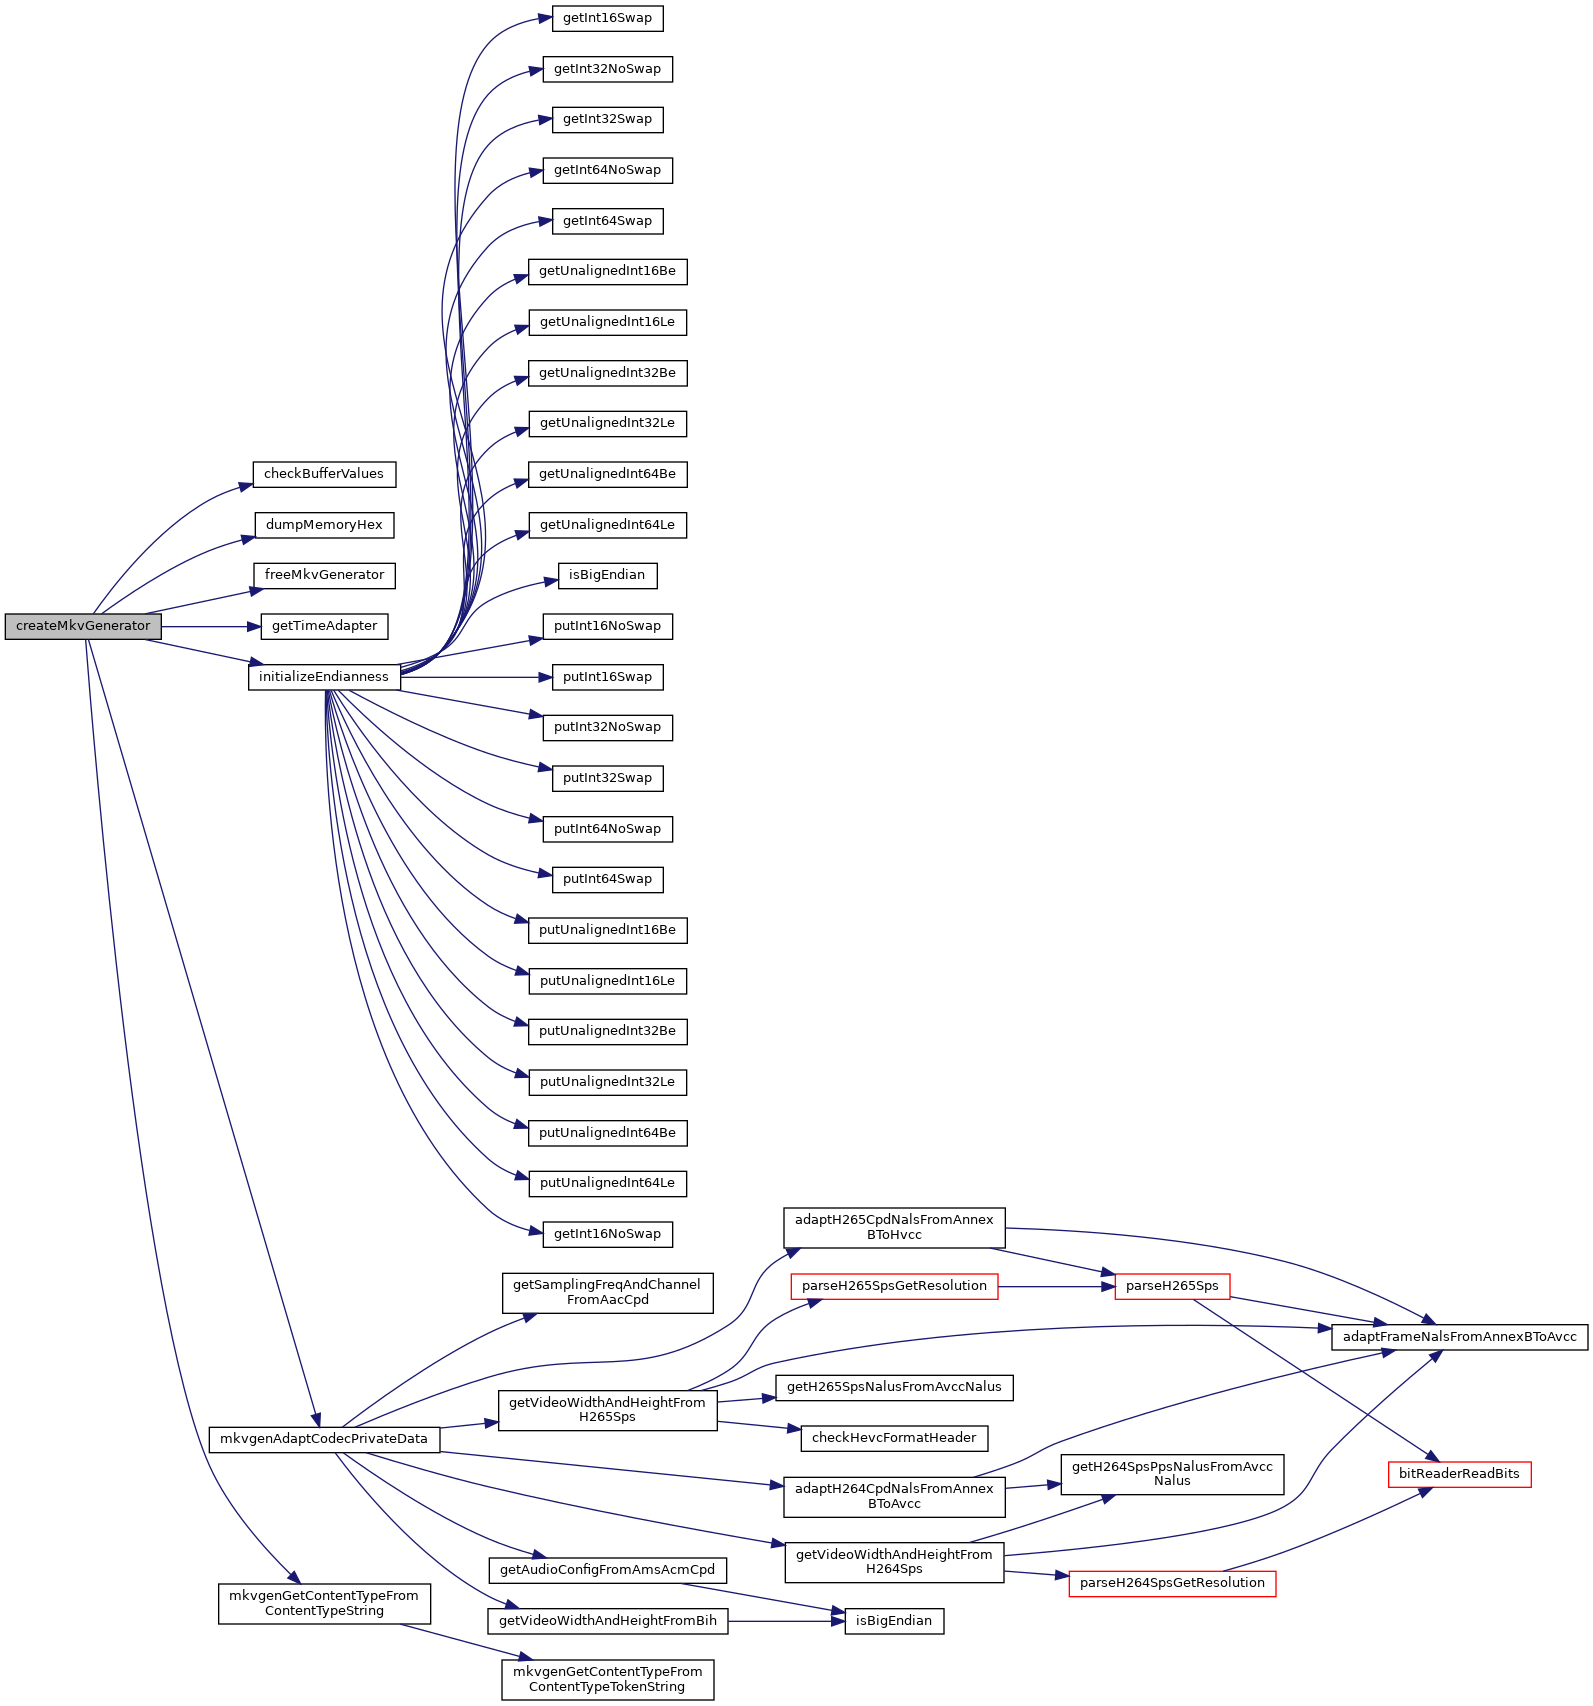 getInt16Swap
getInt32NoSwap
getInt32Swap
getInt64NoSwap
getInt64Swap
getUnalignedInt16Be
getUnalignedInt16Le
getUnalignedInt32Be
getUnalignedInt32Le
checkBufferValues
getUnalignedInt64Be
dumpMemoryHex
getUnalignedInt64Le
freeMkvGenerator
isBigEndian
createMkvGenerator
getTimeAdapter
putInt16NoSwap
initializeEndianness
putInt16Swap
putInt32NoSwap
putInt32Swap
putInt64NoSwap
putInt64Swap
putUnalignedInt16Be
putUnalignedInt16Le
putUnalignedInt32Be
putUnalignedInt32Le
putUnalignedInt64Be
putUnalignedInt64Le
getInt16NoSwap
adaptH265CpdNalsFromAnnex
BToHvcc
getSamplingFreqAndChannel
FromAacCpd
parseH265SpsGetResolution
parseH265Sps
adaptFrameNalsFromAnnexBToAvcc
getH265SpsNalusFromAvccNalus
getVideoWidthAndHeightFrom
H265Sps
checkHevcFormatHeader
mkvgenAdaptCodecPrivateData
getH264SpsPpsNalusFromAvcc
Nalus
bitReaderReadBits
adaptH264CpdNalsFromAnnex
BToAvcc
getVideoWidthAndHeightFrom
H264Sps
getAudioConfigFromAmsAcmCpd
parseH264SpsGetResolution
mkvgenGetContentTypeFrom
ContentTypeString
getVideoWidthAndHeightFromBih
isBigEndian
mkvgenGetContentTypeFrom
ContentTypeTokenString